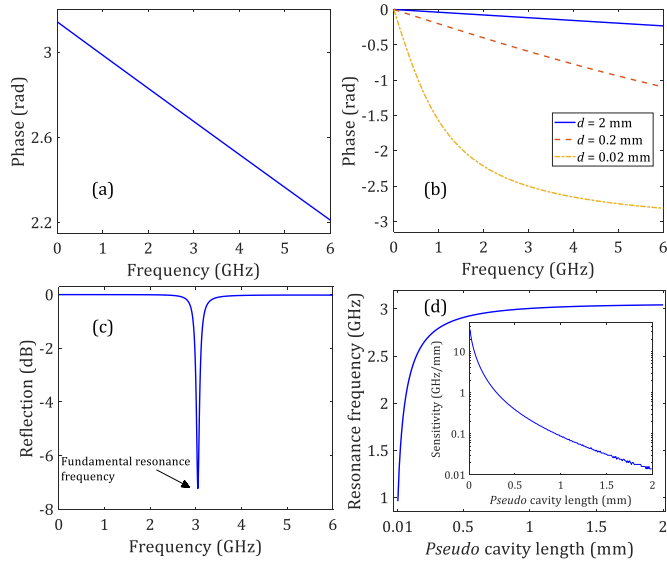 3
2.6
2.2
Phase (rad)
(a)
0 1 2 3 4 5 6
Frequency (GHz)
0
-0.5
-1
-1.5
-2
-2.5
-3
Phase (rad)
d = 2 mm
d = 0.2 mm
d = 0.02 mm
(b)
0 2 4 6
Frequency (GHz)
0
-2
-4
-6
-8
Reflection (dB)
(c)
Fundamental resonance
frequency
0 1 2 3 4 5 6
Frequency (GHz)
3
2.5
2
1.5
1
Resonance frequency (GHz)
(d)
10
1
0.1
0.01
Sensitivity (GHz/mm)
0 0.5 1 1.5 2
Pseudo cavity length (mm)
0.01 0.5 1 1.5 2
Pseudo cavity length (mm)